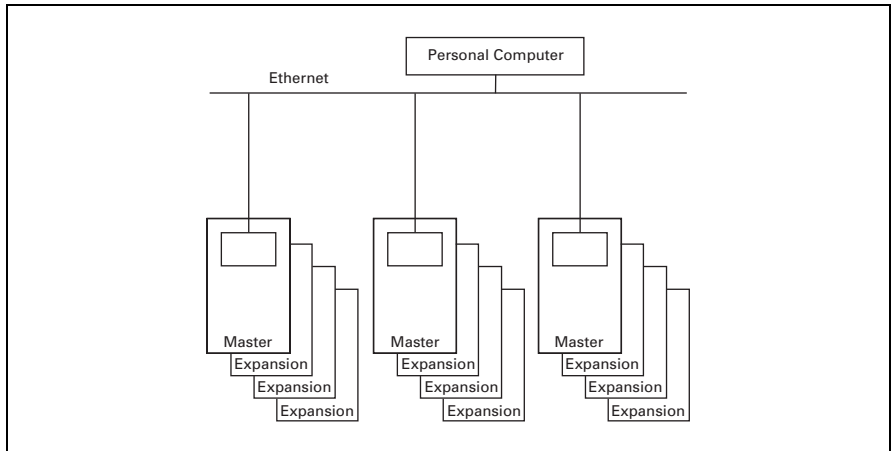 Personal Computer
Ethernet
Master
Expansion
Expansion
Expansion
Master
Expansion
Expansion
Expansion
Master
Expansion
Expansion
Expansion